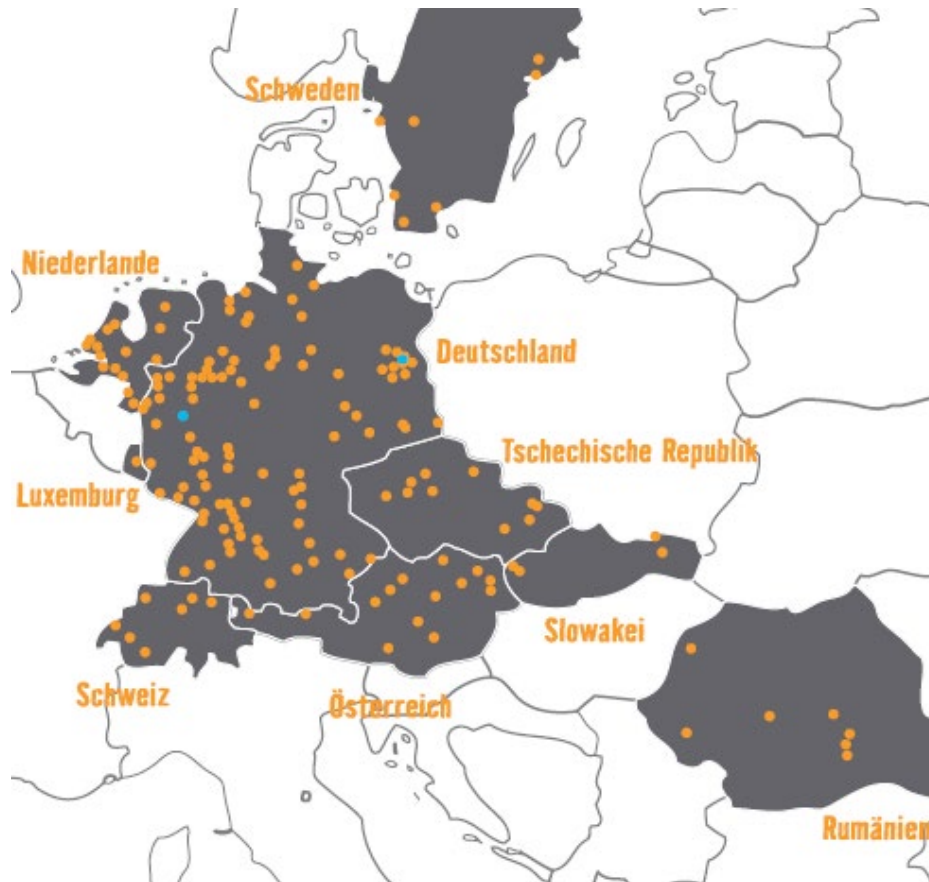 Schweden
Niederlande
Deutschland
Tschechische Republik
Luxemburg
Slowakei
Schweiz
Österreich
Rumänien